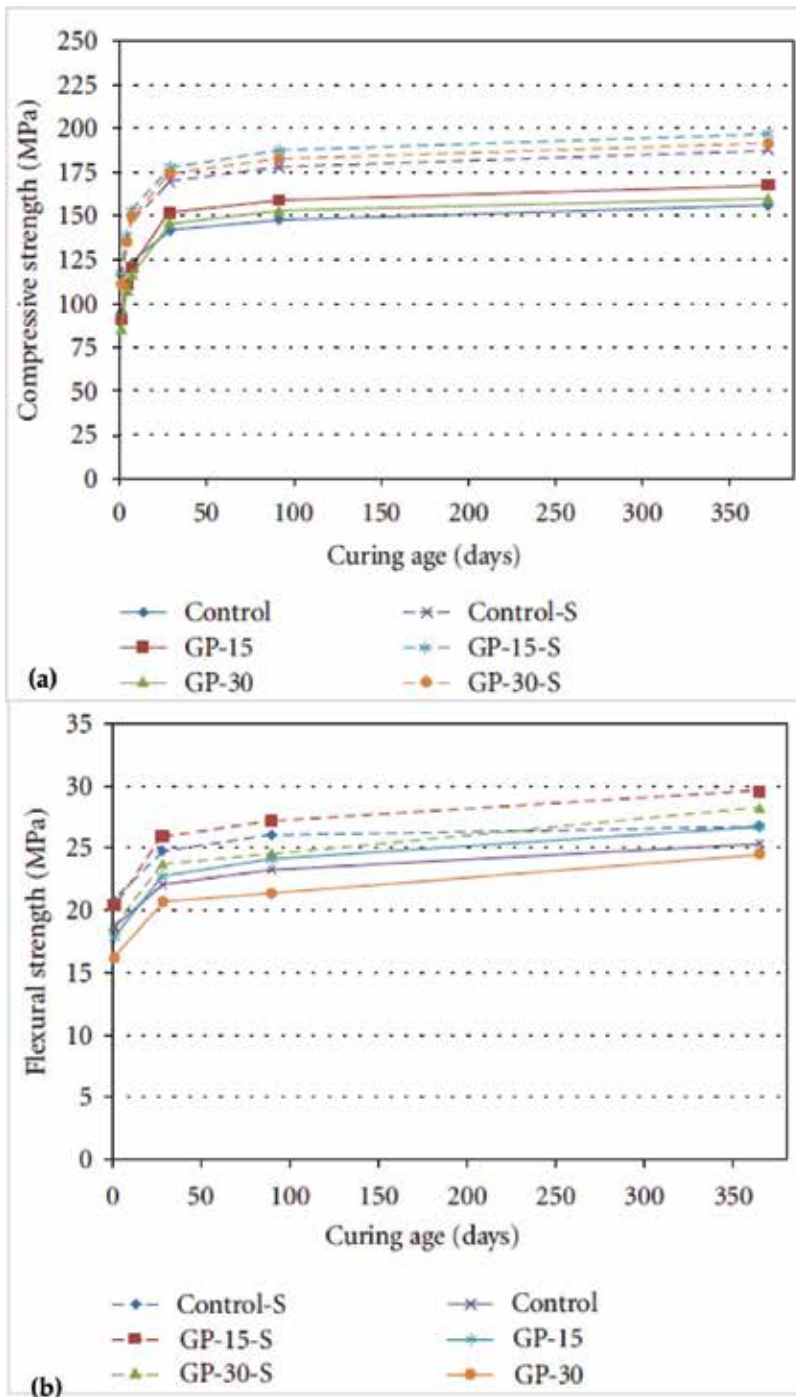 250
225
200
175
150
125
100
75
50
25
0
Compressive strength (MPa)
0 50 100 150 200 250 300 350
Curing age (days)
Control Control-S
GP-15 GP-15-S
GP-30 GP-30-S
(a)
35
30
25
20
15
10
5
0
Flexural strength (MPa)
0 50 100 150 200 250 300 350
Curing age (days)
Control-S Control
GP-15-S GP-15
GP-30-S GP-30
(b)